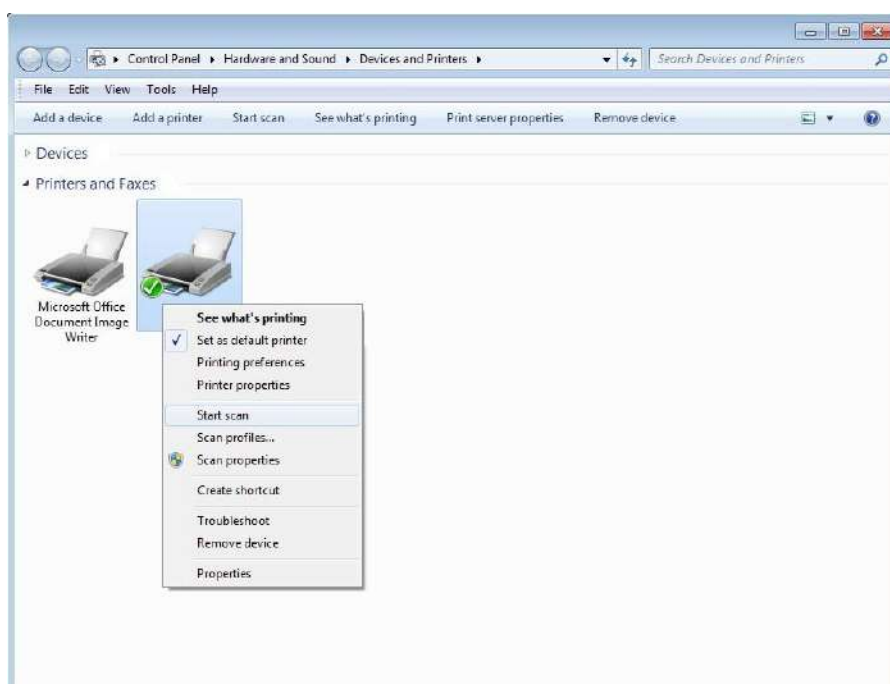 Control Panel Hardware and Sound Devices and Printers
Search Devices and Printers
File Edit View Tools Help
Add a device Add a printer Start scan See what's printing Print server properties Remove device
Devices
Printers and Faxes
Microsoft Office
Document Image
Writer
See what's printing
Set as default printer
Printing preferences
Printer properties
Start scan
Scan profiles...
Scan properties
Create shortcut
Troubleshoot
Remove device
Properties